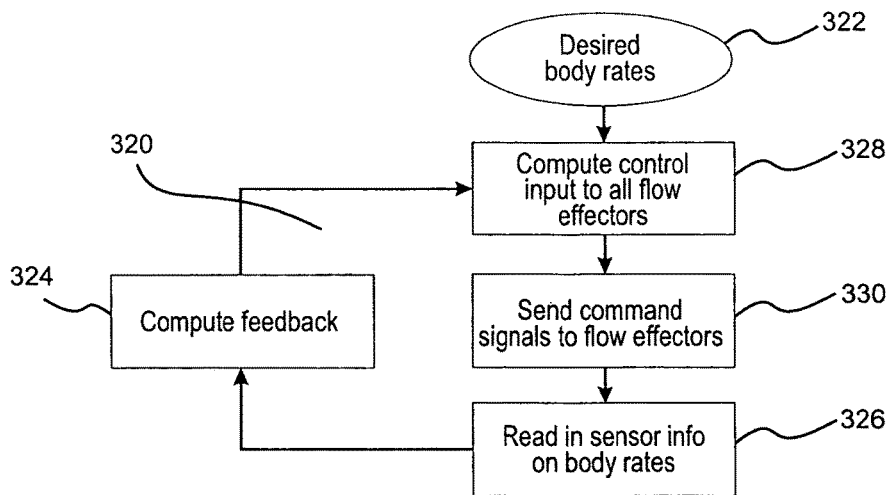 Desired
body rates
322
320
Compute control
input to all flow
effectors
328
324
Compute feedback
Send command
signals to flow effectors
330
Read in sensor info
on body rates
326